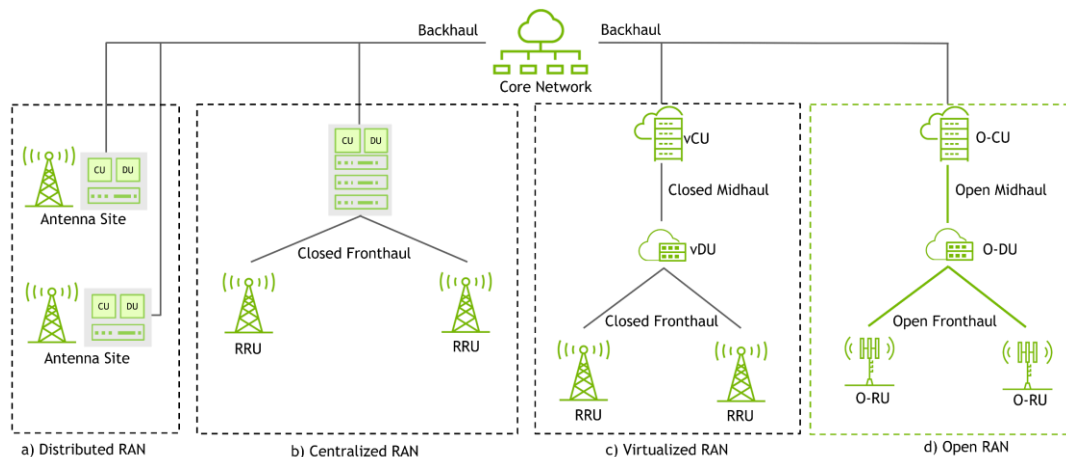 Backhaul
Backhaul
Core Network
CU
DU
Antenna Site
CU
DU
Antenna Site
a) Distributed RAN
CU
DU
Closed Fronthaul
RRU
RRU
b) Centralized RAN
vCU
Closed Midhaul
vDU
Closed Fronthaul
RRU
RRU
c) Virtualized RAN
O-CU
Open Midhaul
O-DU
Open Fronthaul
O-RU
O-RU
d) Open RAN